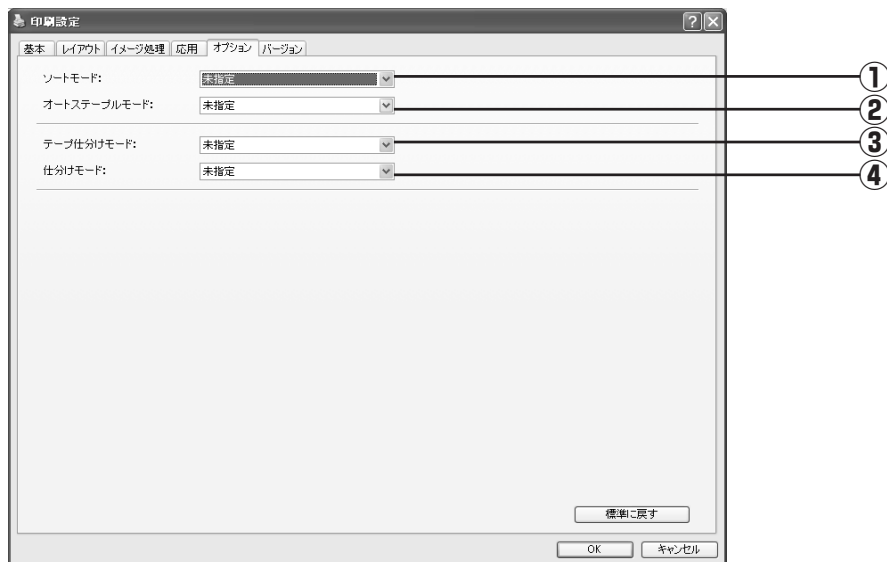 印刷設定
基本 レイアウト イメージ処理 応用 オプション バージョン
ソートモード: 未指定 ①
オートステープルモード: 未指定 ②
テープ仕分けモード: 未指定 ③
仕分けモード: 未指定 ④
標準に戻す
OK キャンセル